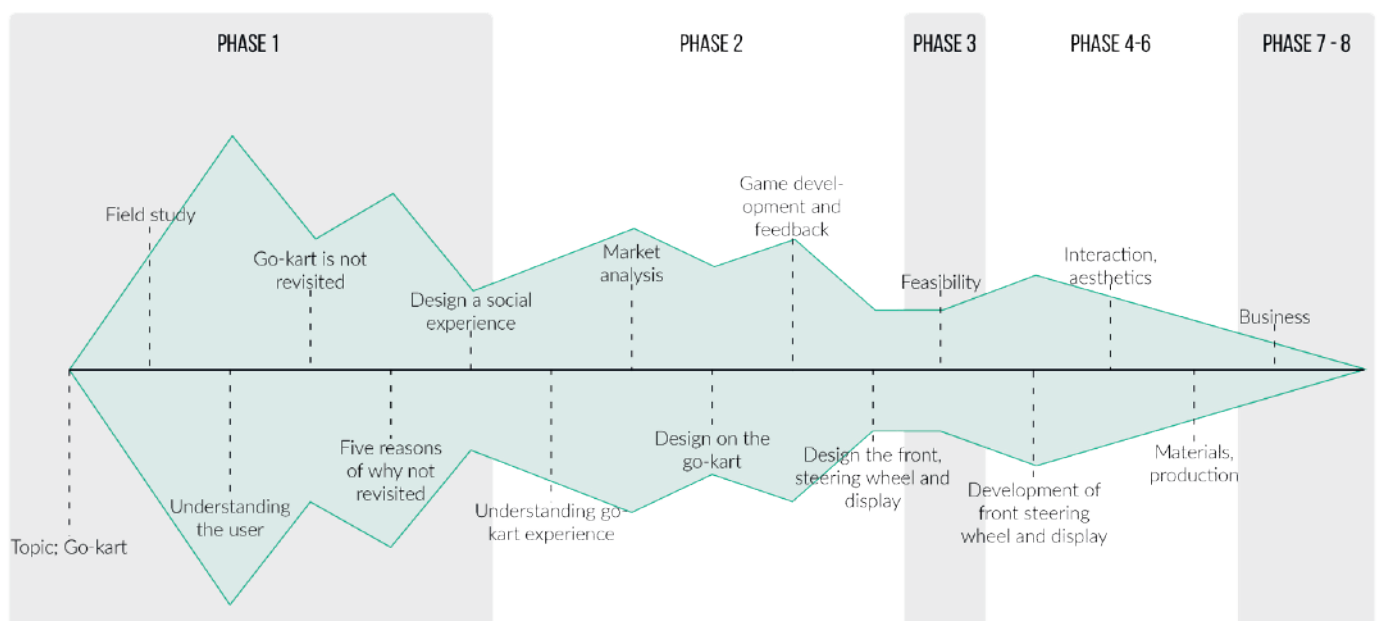 PHASE 1
PHASE 2
PHASE 3
PHASE 4-6
PHASE 7 - 8
Field study
Go-kart is not
revisited
Design a social
experience
Market
analysis
Game devel-
opment and
feedback
Feasibility
Interaction,
aesthetics
Business
Topic; Go-kart
Understanding
the user
Five reasons
of why not
revisited
Understanding go-
kart experience
Design on the
go-kart
Design the front,
steering wheel and
display
Development of
front steering
wheel and display
Materials,
production